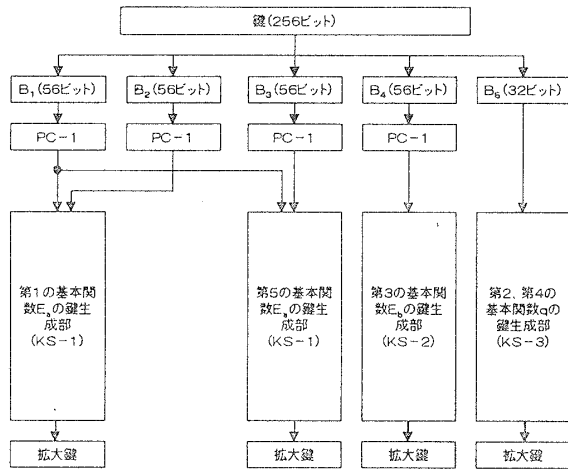 鍵(256ビット)
B₁(56ビット)
B₂(56ビット)
B₃(56ビット)
B₄(56ビット)
B₅(32ビット)
PC-1
PC-1
PC-1
PC-1
第1の基本関
数Eₐの鍵生
成部
(KS-1)
第5の基本関
数Eₐの鍵生
成部
(KS-1)
第3の基本関
数E_bの鍵生
成部
(KS-2)
第2、第4の
基本関数gの
鍵生成部
(KS-3)
拡大鍵
拡大鍵
拡大鍵
拡大鍵